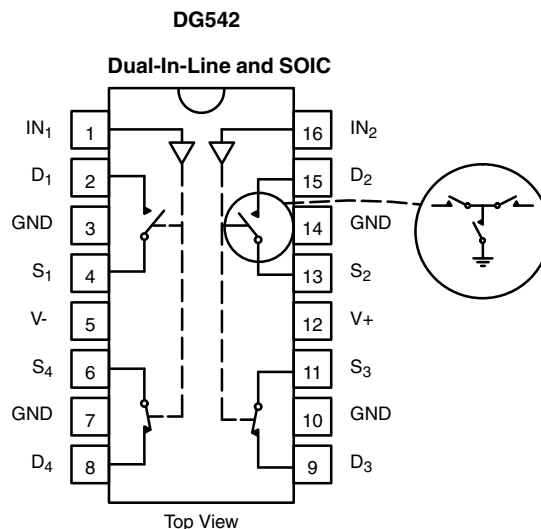 DG542
Dual-In-Line and SOIC
IN1 1 16 IN2
D1 2 15 D2
GND 3 14 GND
S1 4 13 S2
V- 5 12 V+
S4 6 11 S3
GND 7 10 GND
D4 8 9 D3
Top View